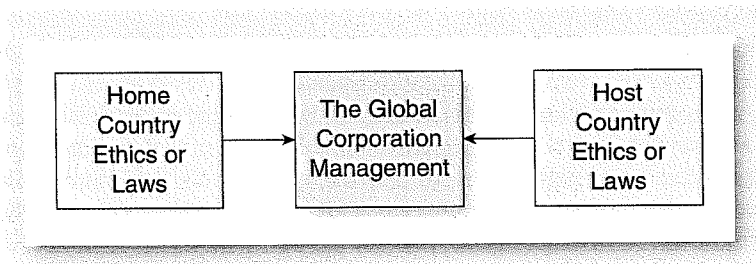 Home
Country
Ethics or
Laws
The Global
Corporation
Management
Host
Country
Ethics or
Laws